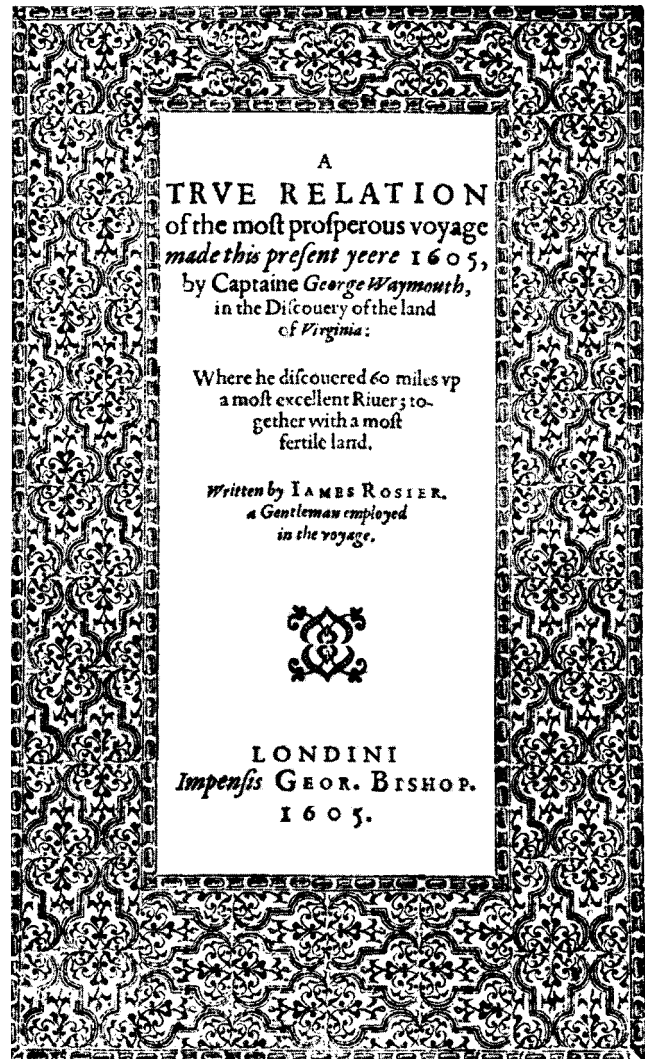 A
TRVE RELATION
of the moſt proſperous voyage
made this preſent yeere 1605,
by Captaine George Waymouth,
in the Diſcouery of the land
of Virginia:
Where he diſcouered 60 miles vp
a moſt excellent Riuer; to-
gether with a moſt
fertile land.
Written by IAMES ROSIER.
a Gentleman employed
in the voyage.
LONDINI
Impenſis GEOR. BISHOP.
1605.